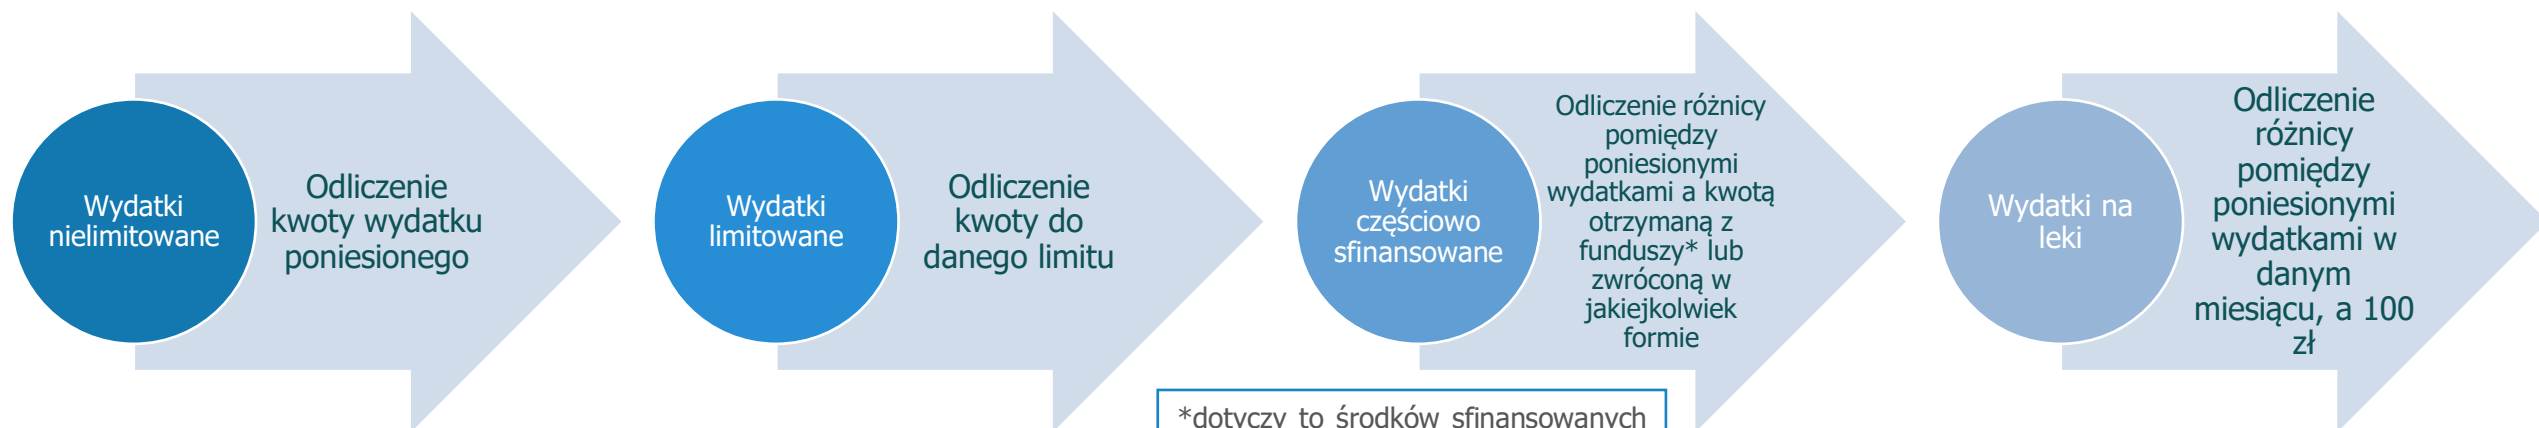 Wydatki
nielimitowane
Odliczenie
kwoty wydatku
poniesionego
Wydatki
limitowane
Odliczenie
kwoty do
danego limitu
Wydatki
częściowo
sfinansowane
Odliczenie różnicy
pomiędzy
poniesionymi
wydatkami a kwotą
otrzymaną z
funduszy* lub
zwróconą w
jakiejkolwiek
formie
Wydatki na
leki
Odliczenie
różnicy
pomiędzy
poniesionymi
wydatkami w
danym
miesiącu, a 100
zł
*dotyczy to środków sfinansowanych